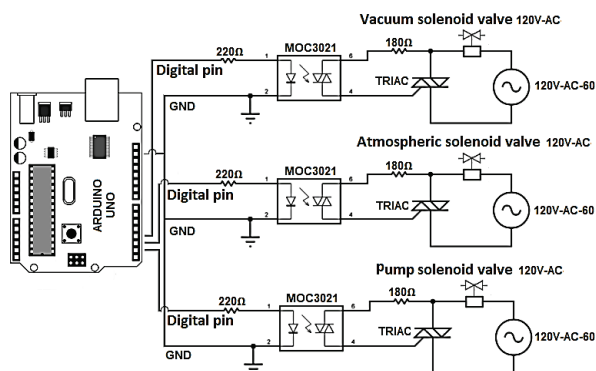 Vacuum solenoid valve 120V-AC
220Ω
MOC3021
180Ω
Digital pin
1
6
TRIAC
120V-AC-60
2
4
GND
Atmospheric solenoid valve 120V-AC
220Ω
MOC3021
180Ω
Digital pin
1
6
TRIAC
120V-AC-60
2
4
GND
ARDUINO
UNO
Pump solenoid valve 120V-AC
220Ω
MOC3021
180Ω
Digital pin
1
6
TRIAC
120V-AC-60
2
4
GND